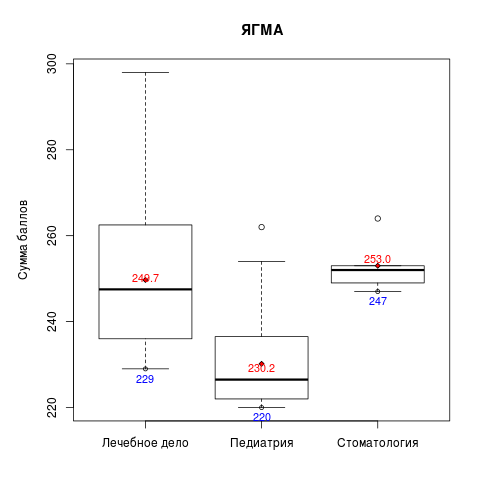 ЯГМА
Сумма баллов
300
280
260
240
220
249.7
229
230.2
220
253.0
247
Лечебное дело
Педиатрия
Стоматология